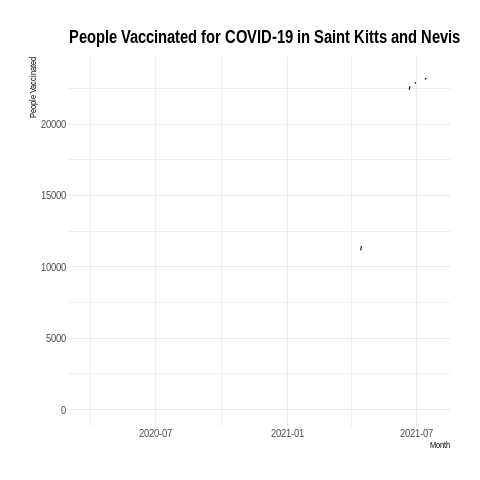 People Vaccinated for COVID-19 in Saint Kitts and Nevis
People Vaccinated
20000
15000
10000
5000
0
2020-07 2021-01 2021-07
Month